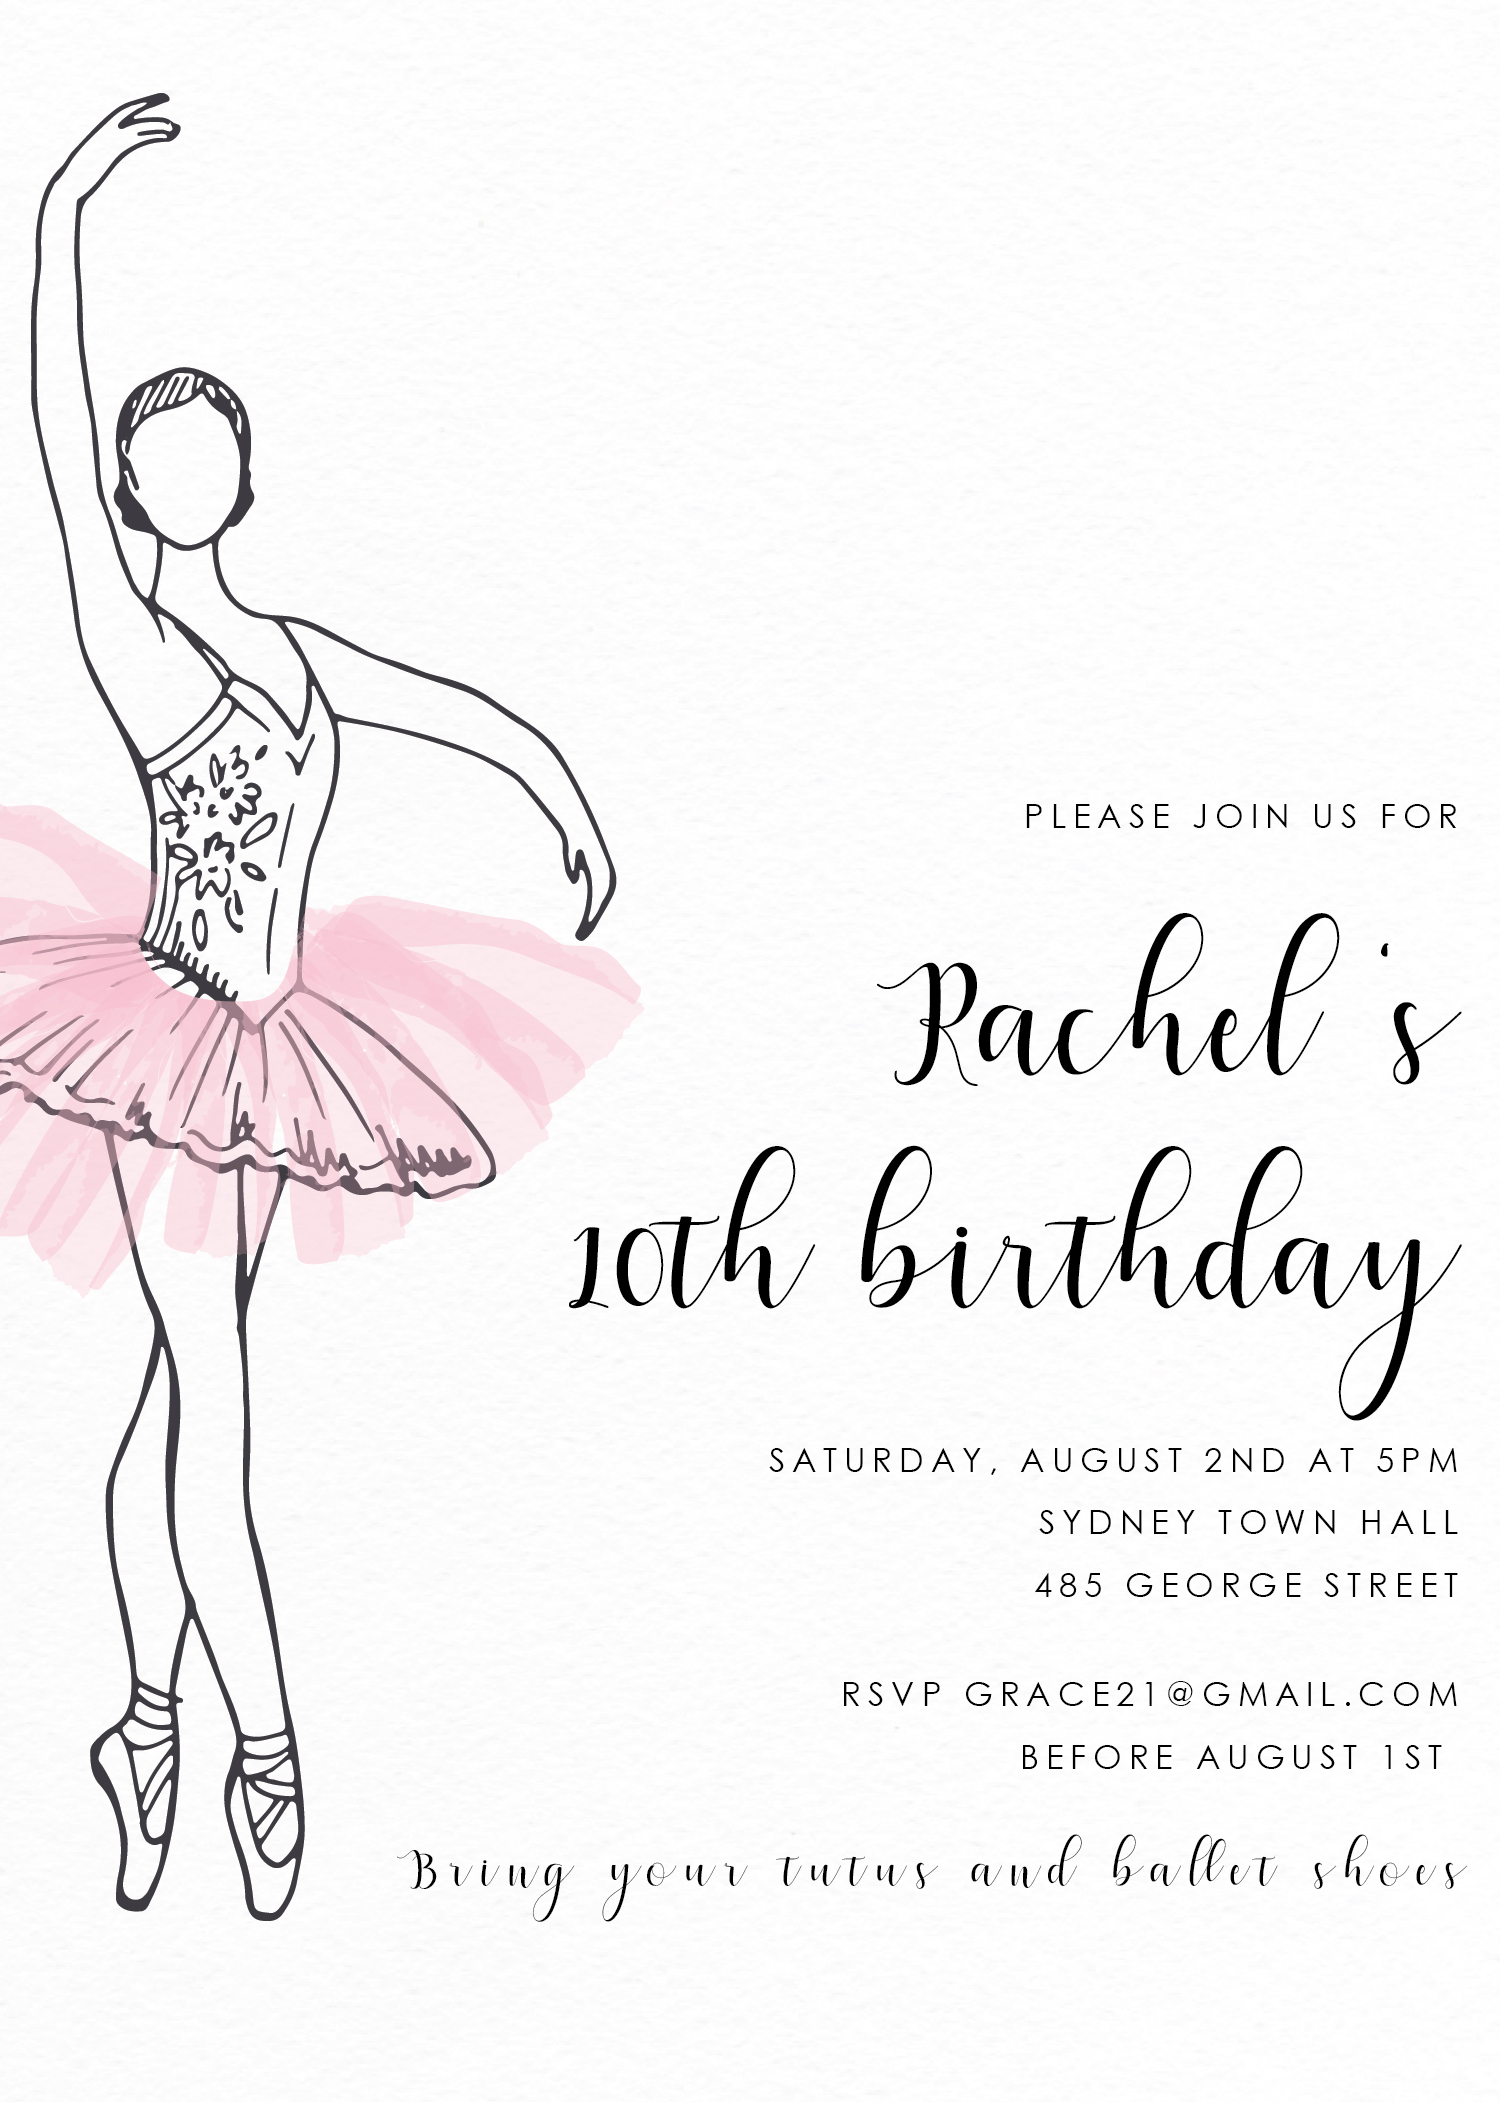 PLEASE JOIN US FOR
Rachel's
10th birthday
SATURDAY, AUGUST 2ND AT 5PM
SYDNEY TOWN HALL
485 GEORGE STREET
RSVP GRACE21@GMAIL.COM
BEFORE AUGUST 1ST
Bring your tutus and ballet shoes